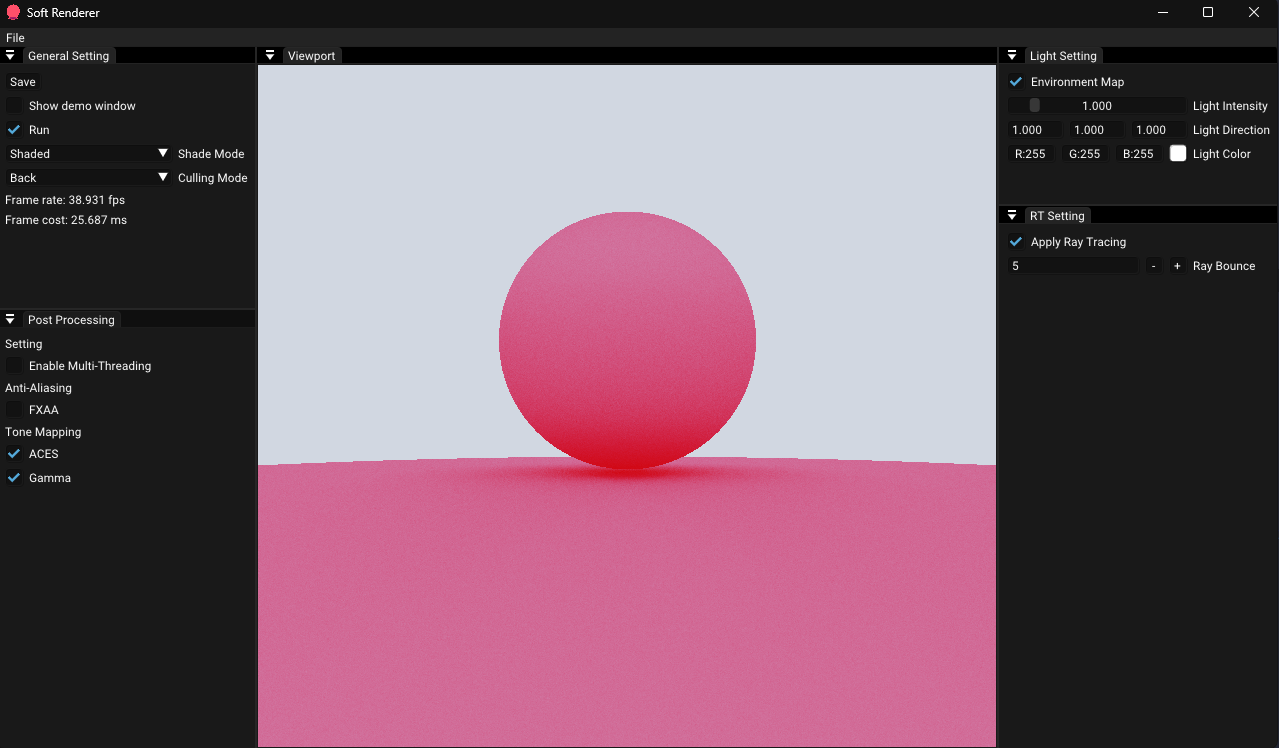 Soft Renderer
File
General Setting
Save
Show demo window
Run
Shaded Shade Mode
Back Culling Mode
Frame rate: 38.931 fps
Frame cost: 25.687 ms
Post Processing
Setting
Enable Multi-Threading
Anti-Aliasing
FXAA
Tone Mapping
ACES
Gamma
Viewport
Light Setting
Environment Map
1.000 Light Intensity
1.000 1.000 1.000 Light Direction
R:255 G:255 B:255 Light Color
RT Setting
Apply Ray Tracing
5 - + Ray Bounce